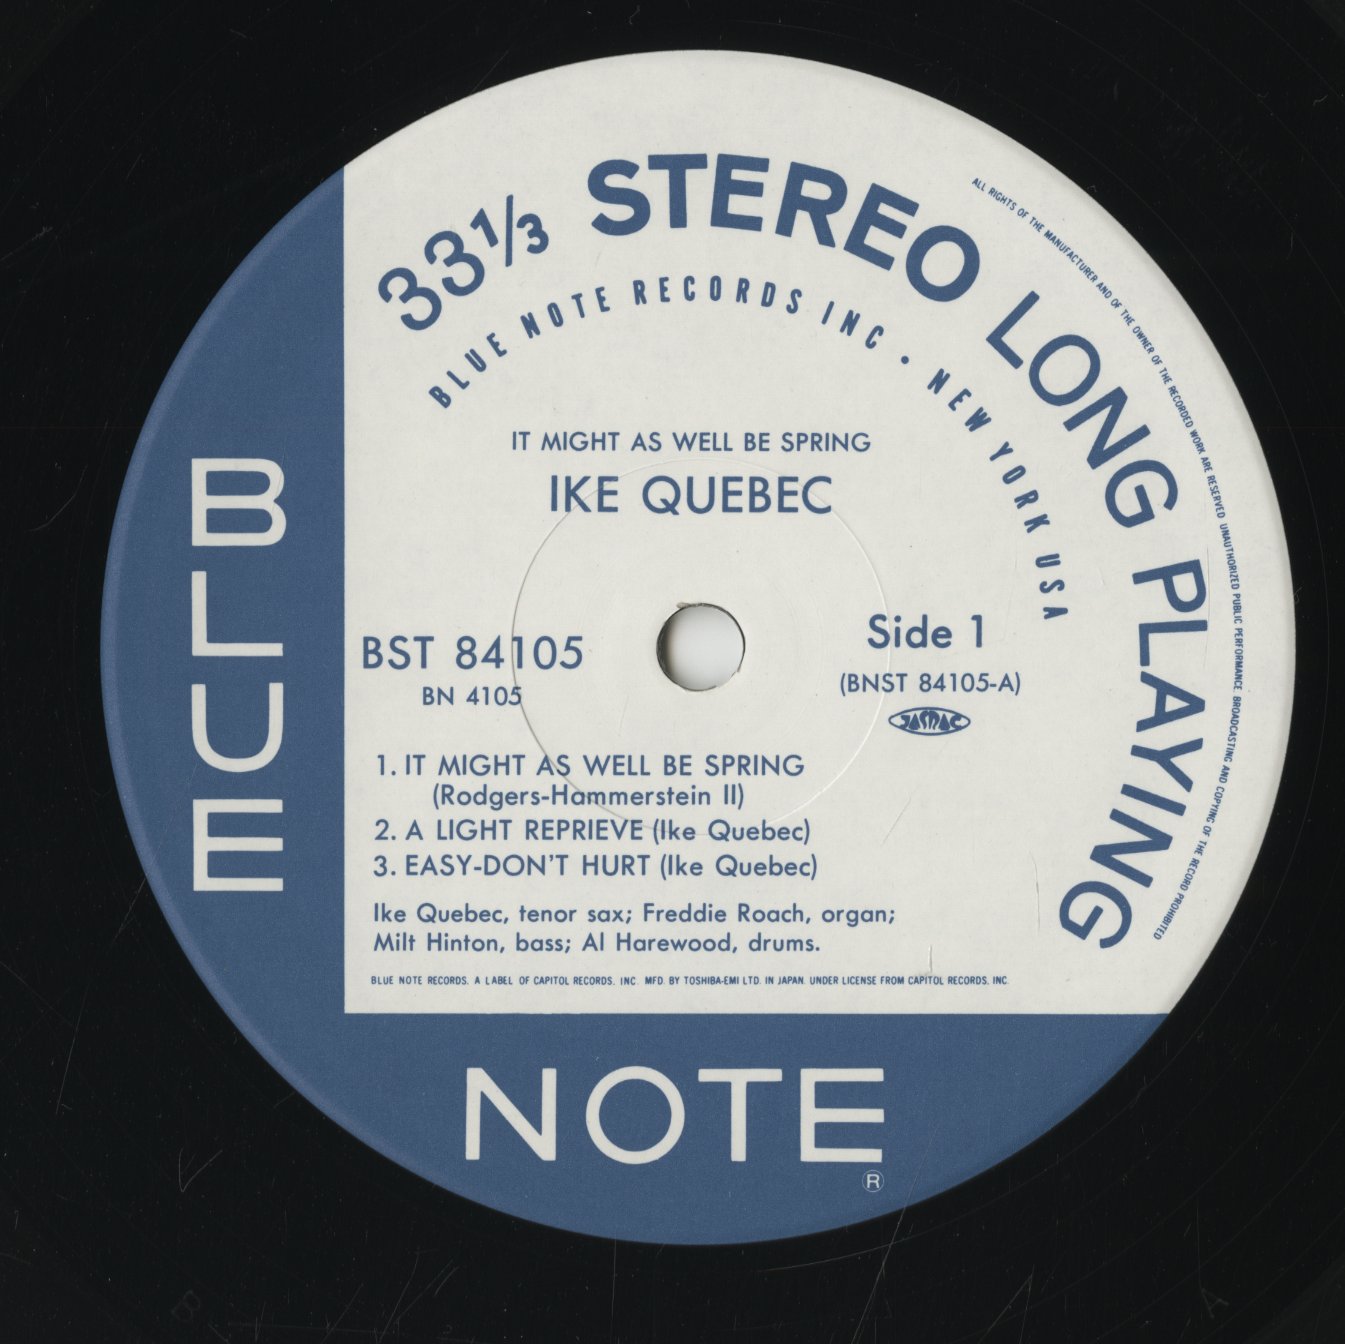 33 1/3 STEREO LONG PLAYING
BLUE NOTE RECORDS INC • NEW YORK USA
ALL RIGHTS OF THE MANUFACTURER AND OF THE OWNER OF THE RECORDED WORK ARE RESERVED UNAUTHORIZED PUBLIC PERFORMANCE BROADCASTING AND COPYING OF THE RECORD PROHIBITED
IT MIGHT AS WELL BE SPRING
IKE QUEBEC
BST 84105
BN 4105
Side 1
(BNST 84105-A)
JASRAC
1. IT MIGHT AS WELL BE SPRING
(Rodgers-Hammerstein II)
2. A LIGHT REPRIEVE (Ike Quebec)
3. EASY-DON'T HURT (Ike Quebec)
Ike Quebec, tenor sax; Freddie Roach, organ;
Milt Hinton, bass; Al Harewood, drums.
BLUE NOTE RECORDS. A LABEL OF CAPITOL RECORDS. INC. MFD. BY TOSHIBA-EMI LTD. IN JAPAN. UNDER LICENSE FROM CAPITOL RECORDS, INC.
BLUE
NOTE
®